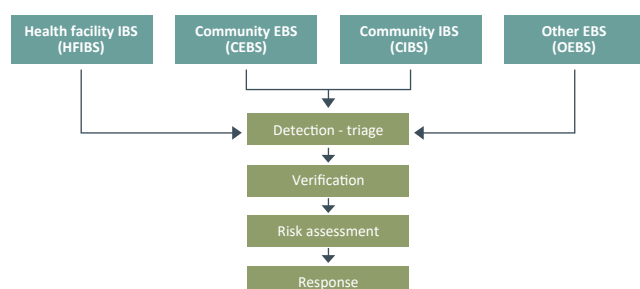 Health facility IBS
(HFIBS)
Community EBS
(CEBS)
Community IBS
(CIBS)
Other EBS
(OEBS)
Detection - triage
Verification
Risk assessment
Response